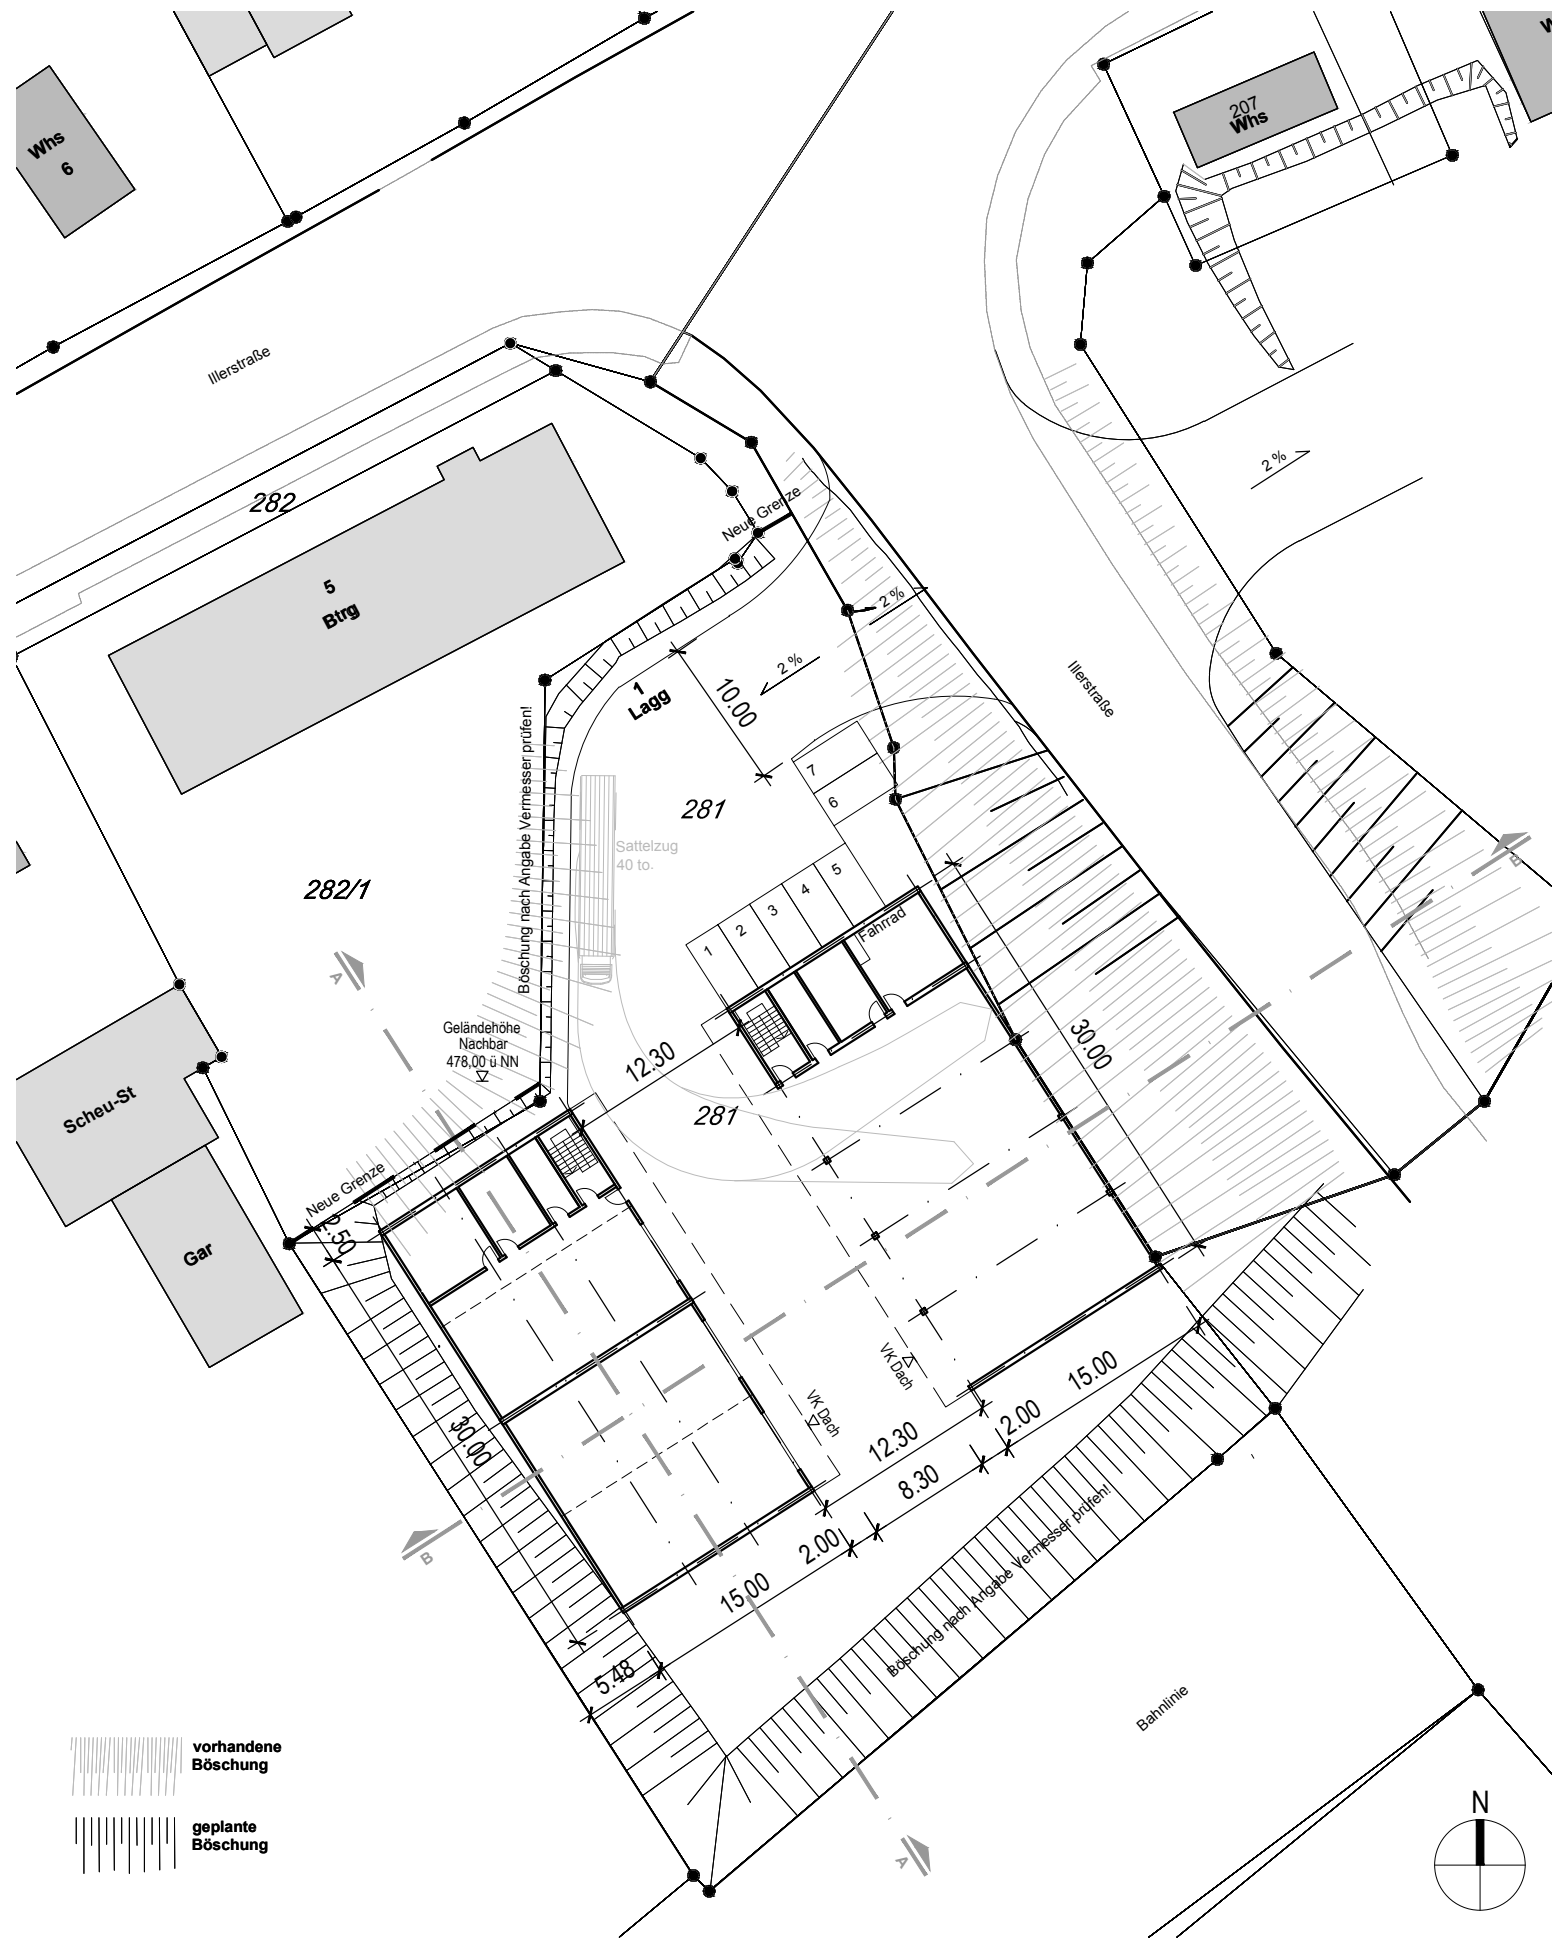 Whs
6
207
Whs
W
Illerstraße
282
5
Btrg
Neue Grenze
2 %
2 %
2 %
1
Lagg
10.00
Illerstraße
Böschung nach Angabe Vermesser prüfen!
7
6
281
Sattelzug
40 to.
282/1
5
4
3
2
1
Fahrrad
B
A
Geländehöhe
Nachbar
478,00 ü NN
12.30
30.00
281
Scheu-St
Neue Grenze
2.50
Gar
VK Dach
VK Dach
15.00
2.00
12.30
8.30
30.00
B
2.00
15.00
5.48
Böschung nach Angabe Vermesser prüfen!
Bahnlinie
vorhandene
Böschung
geplante
Böschung
A
N